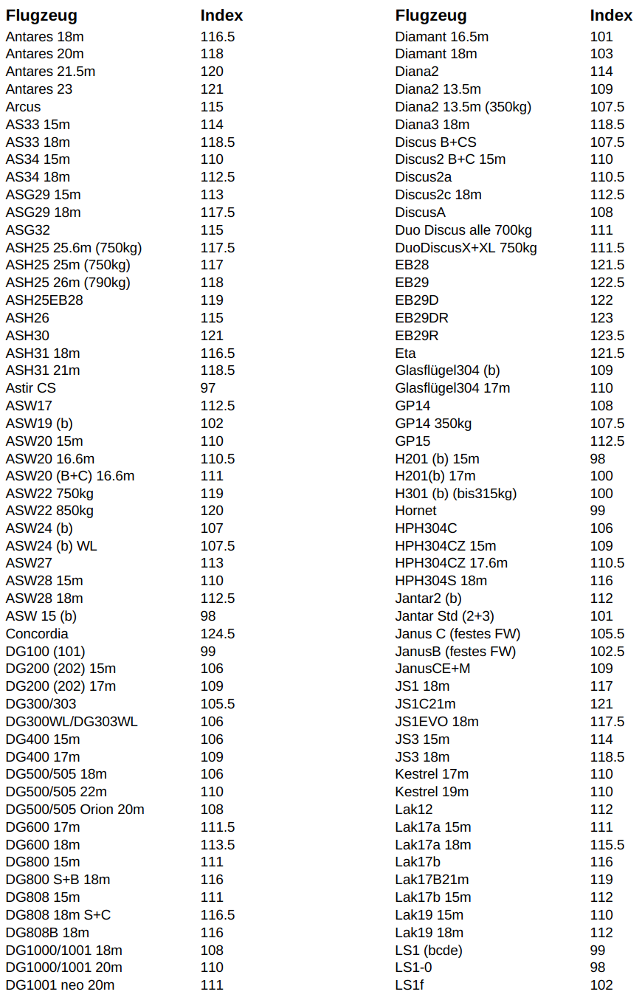 Flugzeug Index Flugzeug Index
Antares 18m 116.5 Diamant 16.5m 101
Antares 20m 118 Diamant 18m 103
Antares 21.5m 120 Diana2 114
Antares 23 121 Diana2 13.5m 109
Arcus 115 Diana2 13.5m (350kg) 107.5
AS33 15m 114 Diana3 18m 118.5
AS33 18m 118.5 Discus B+CS 107.5
AS34 15m 110 Discus2 B+C 15m 110
AS34 18m 112.5 Discus2a 110.5
ASG29 15m 113 Discus2c 18m 112.5
ASG29 18m 117.5 DiscusA 108
ASG32 115 Duo Discus alle 700kg 111
ASH25 25.6m (750kg) 117.5 DuoDiscusX+XL 750kg 111.5
ASH25 25m (750kg) 117 EB28 121.5
ASH25 26m (790kg) 118 EB29 122.5
ASH25EB28 119 EB29D 122
ASH26 115 EB29DR 123
ASH30 121 EB29R 123.5
ASH31 18m 116.5 Eta 121.5
ASH31 21m 118.5 Glasflügel304 (b) 109
Astir CS 97 Glasflügel304 17m 110
ASW17 112.5 GP14 108
ASW19 (b) 102 GP14 350kg 107.5
ASW20 15m 110 GP15 112.5
ASW20 16.6m 110.5 H201 (b) 15m 98
ASW20 (B+C) 16.6m 111 H201(b) 17m 100
ASW22 750kg 119 H301 (b) (bis315kg) 100
ASW22 850kg 120 Hornet 99
ASW24 (b) 107 HPH304C 106
ASW24 (b) WL 107.5 HPH304CZ 15m 109
ASW27 113 HPH304CZ 17.6m 110.5
ASW28 15m 110 HPH304S 18m 116
ASW28 18m 112.5 Jantar2 (b) 112
ASW 15 (b) 98 Jantar Std (2+3) 101
Concordia 124.5 Janus C (festes FW) 105.5
DG100 (101) 99 JanusB (festes FW) 102.5
DG200 (202) 15m 106 JanusCE+M 109
DG200 (202) 17m 109 JS1 18m 117
DG300/303 105.5 JS1C21m 121
DG300WL/DG303WL 106 JS1EVO 18m 117.5
DG400 15m 106 JS3 15m 114
DG400 17m 109 JS3 18m 118.5
DG500/505 18m 106 Kestrel 17m 110
DG500/505 22m 110 Kestrel 19m 110
DG500/505 Orion 20m 108 Lak12 112
DG600 17m 111.5 Lak17a 15m 111
DG600 18m 113.5 Lak17a 18m 115.5
DG800 15m 111 Lak17b 116
DG800 S+B 18m 116 Lak17B21m 119
DG808 15m 111 Lak17b 15m 112
DG808 18m S+C 116.5 Lak19 15m 110
DG808B 18m 116 Lak19 18m 112
DG1000/1001 18m 108 LS1 (bcde) 99
DG1000/1001 20m 110 LS1-0 98
DG1001 neo 20m 111 LS1f 102